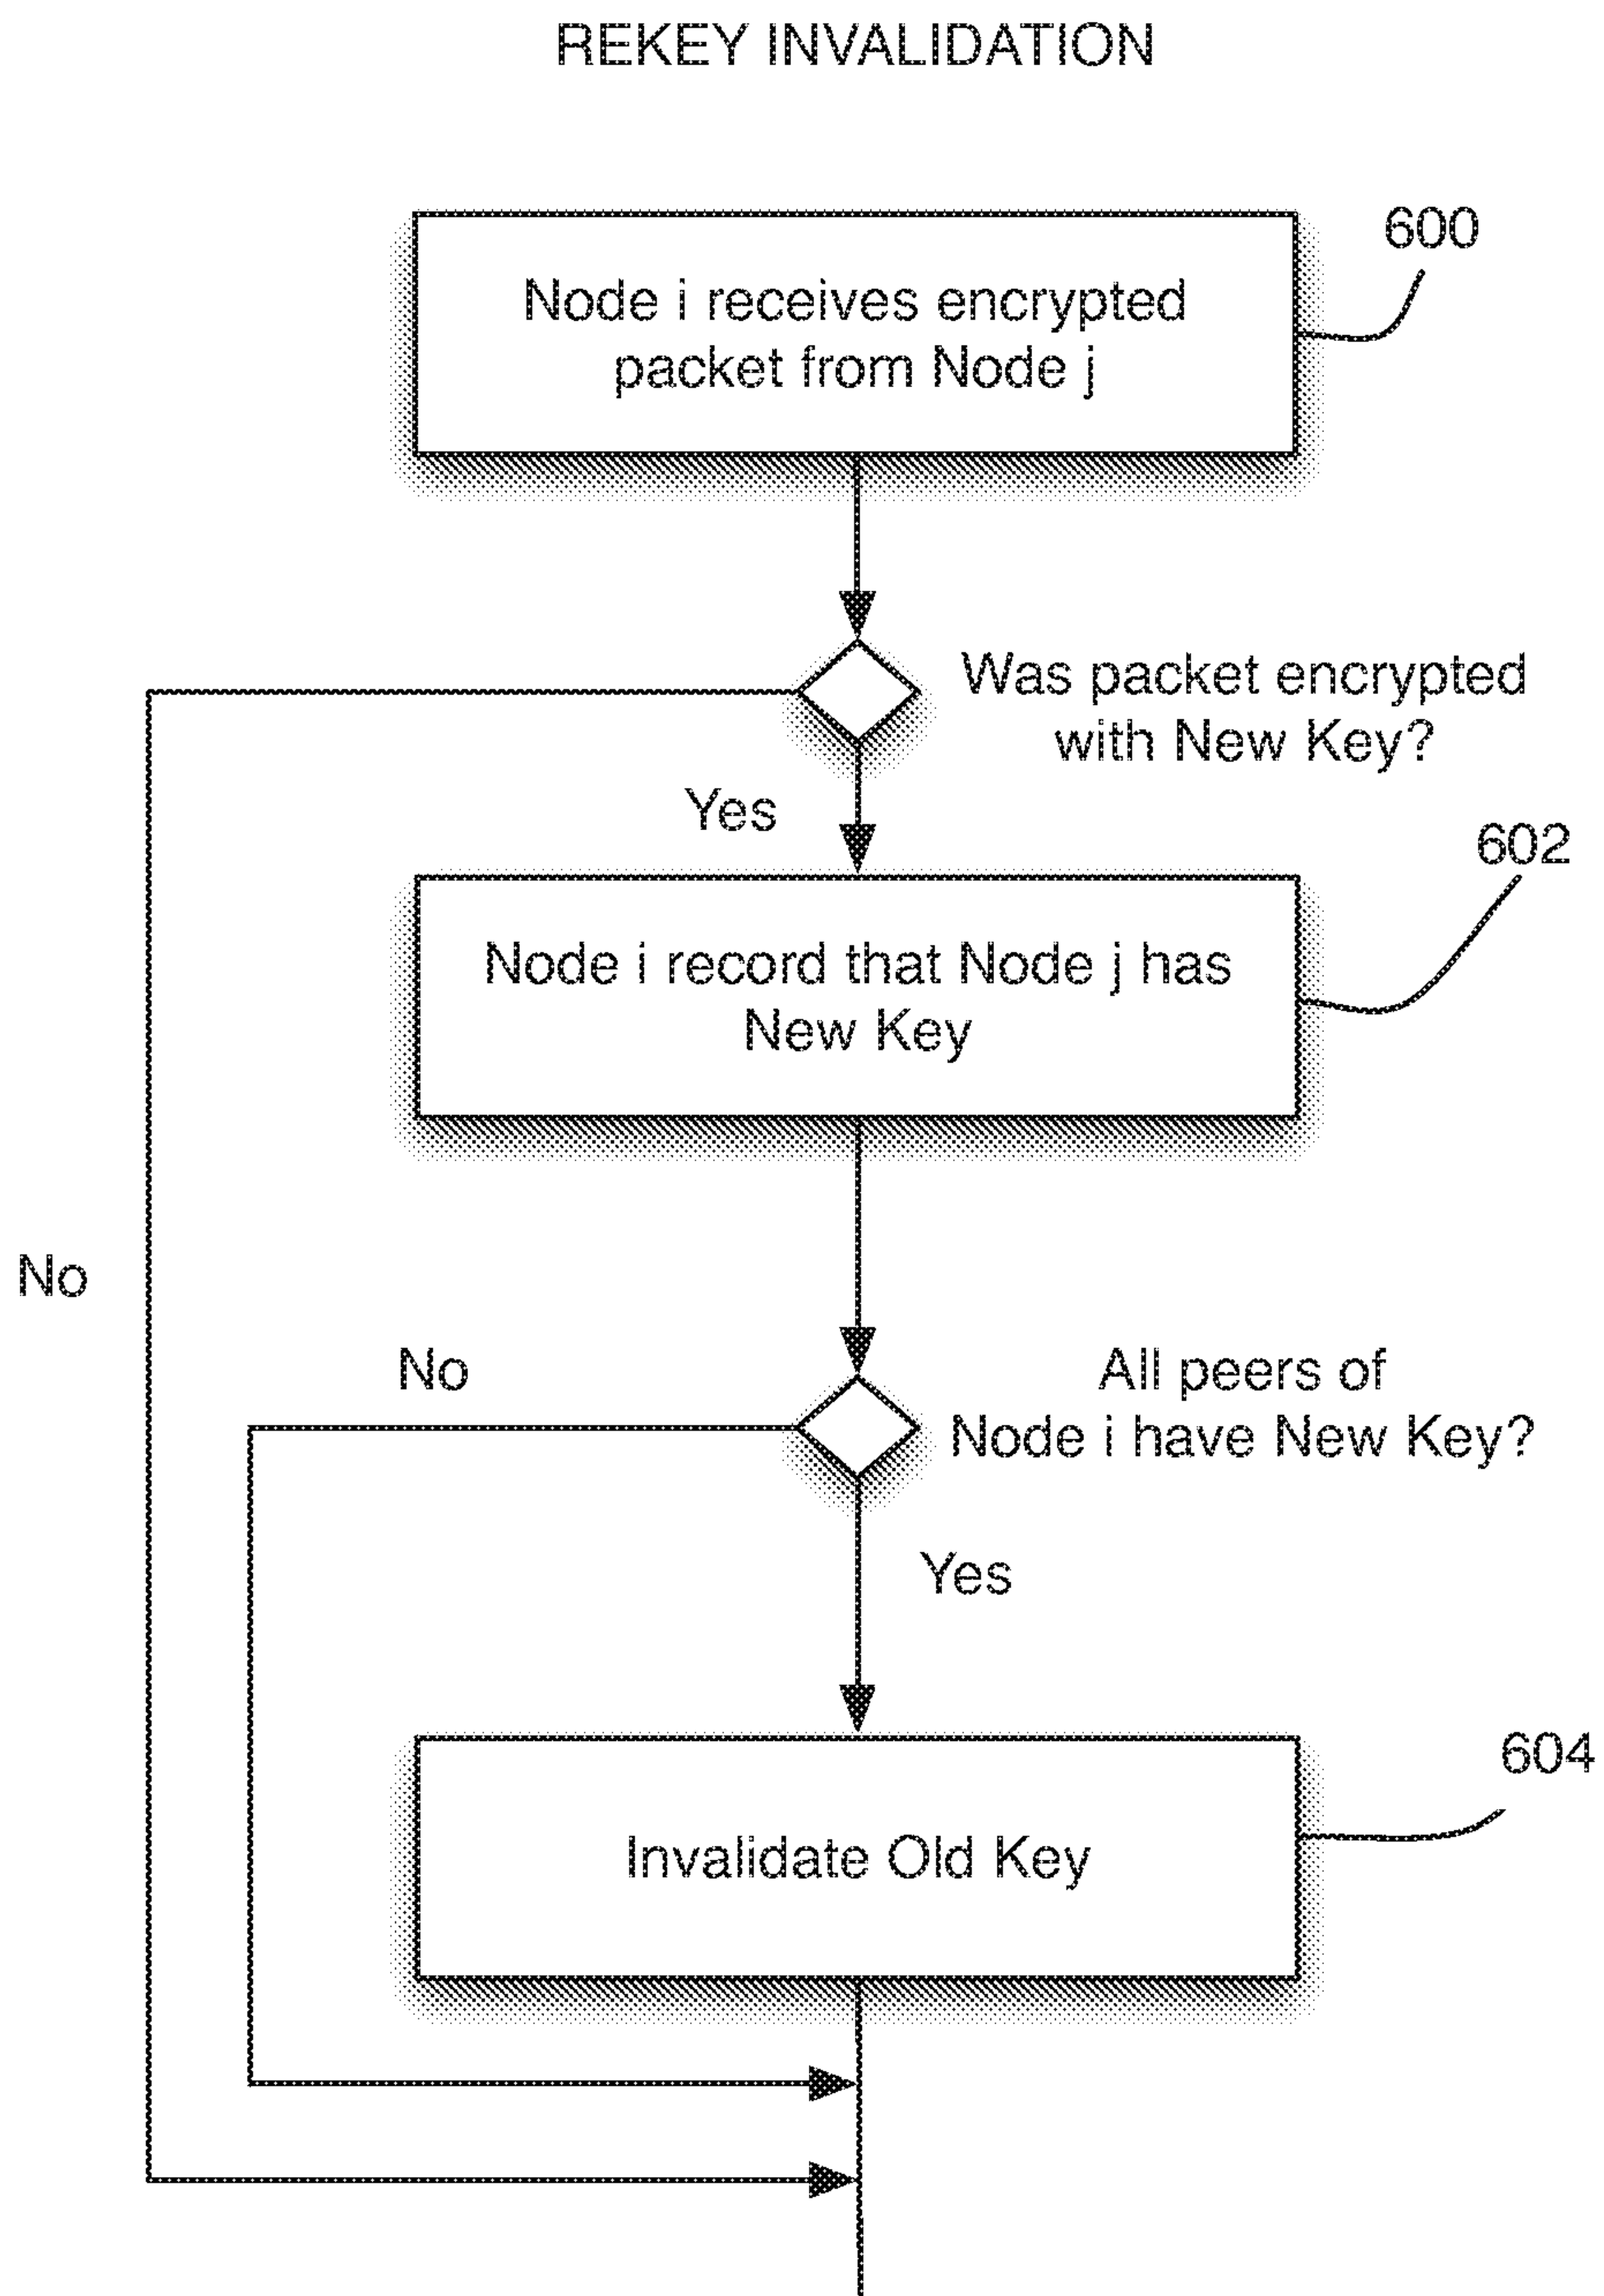 REKEY INVALIDATION
600
Node i receives encrypted
packet from Node j
Was packet encrypted
with New Key?
Yes
602
Node i record that Node j has
New Key
No
No
All peers of
Node i have New Key?
Yes
604
Invalidate Old Key